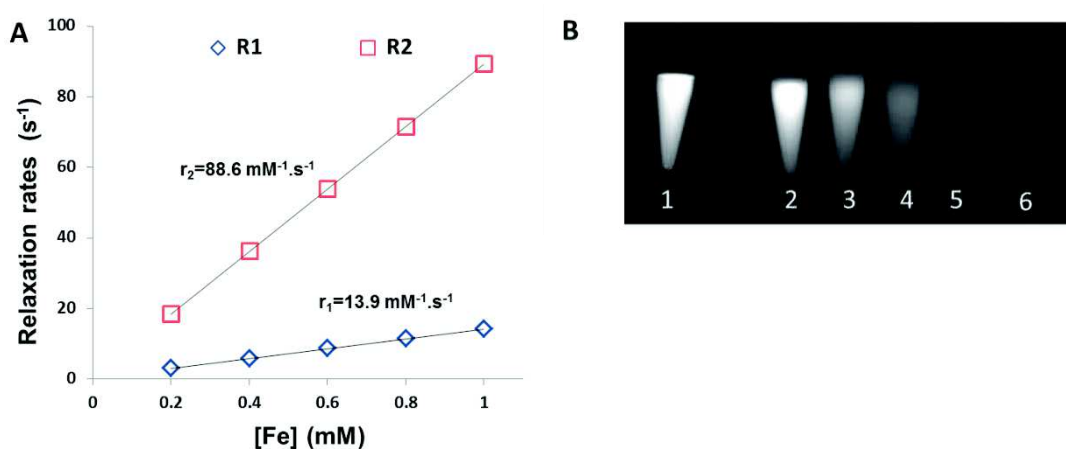 A
B
R1
R2
100
80
60
40
20
0
Relaxation rates (s⁻¹)
r₂=88.6 mM⁻¹.s⁻¹
r₁=13.9 mM⁻¹.s⁻¹
0 0.2 0.4 0.6 0.8 1
[Fe] (mM)
1 2 3 4 5 6